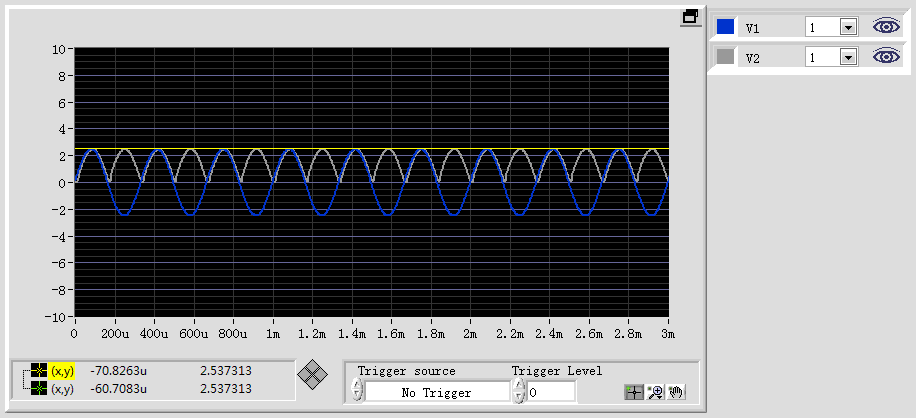 V1 1
V2 1
10
8
6
4
2
0
-2
-4
-6
-8
-10
0 200u 400u 600u 800u 1m 1.2m 1.4m 1.6m 1.8m 2m 2.2m 2.4m 2.6m 2.8m 3m
(x,y) -70.8263u 2.537313
(x,y) -60.7083u 2.537313
Trigger source Trigger Level
No Trigger 0